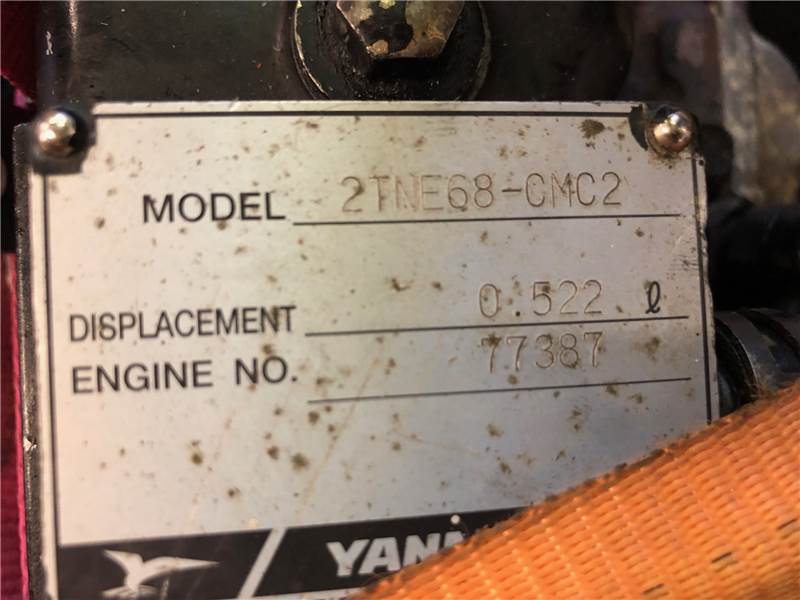 MODEL 2TNE68-CMC2
DISPLACEMENT 0.522 ℓ
ENGINE NO. 77387